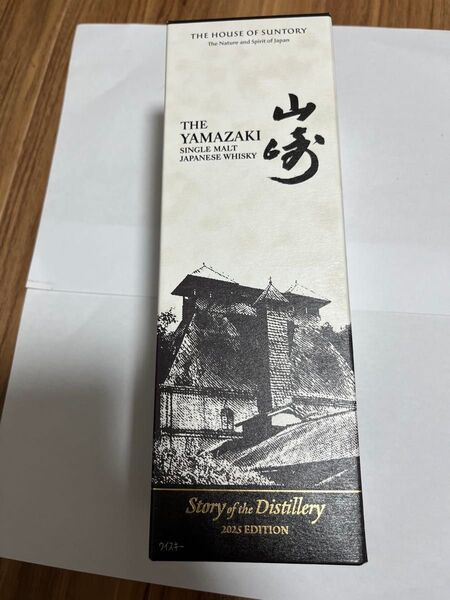 THE HOUSE OF SUNTORY
The Nature and Spirit of Japan
THE
YAMAZAKI
SINGLE MALT
JAPANESE WHISKY
山崎
Story of the Distillery
2025 EDITION
ウイスキー